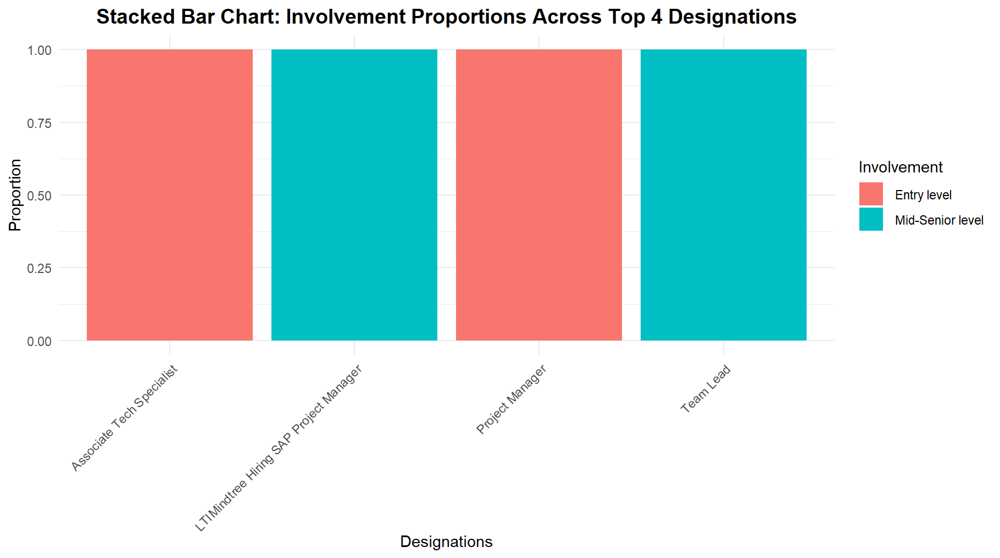 Stacked Bar Chart: Involvement Proportions Across Top 4 Designations
Proportion
1.00
0.75
0.50
0.25
0.00
Associate Tech Specialist
LTIMindtree Hiring SAP Project Manager
Project Manager
Team Lead
Designations
Involvement
Entry level
Mid-Senior level